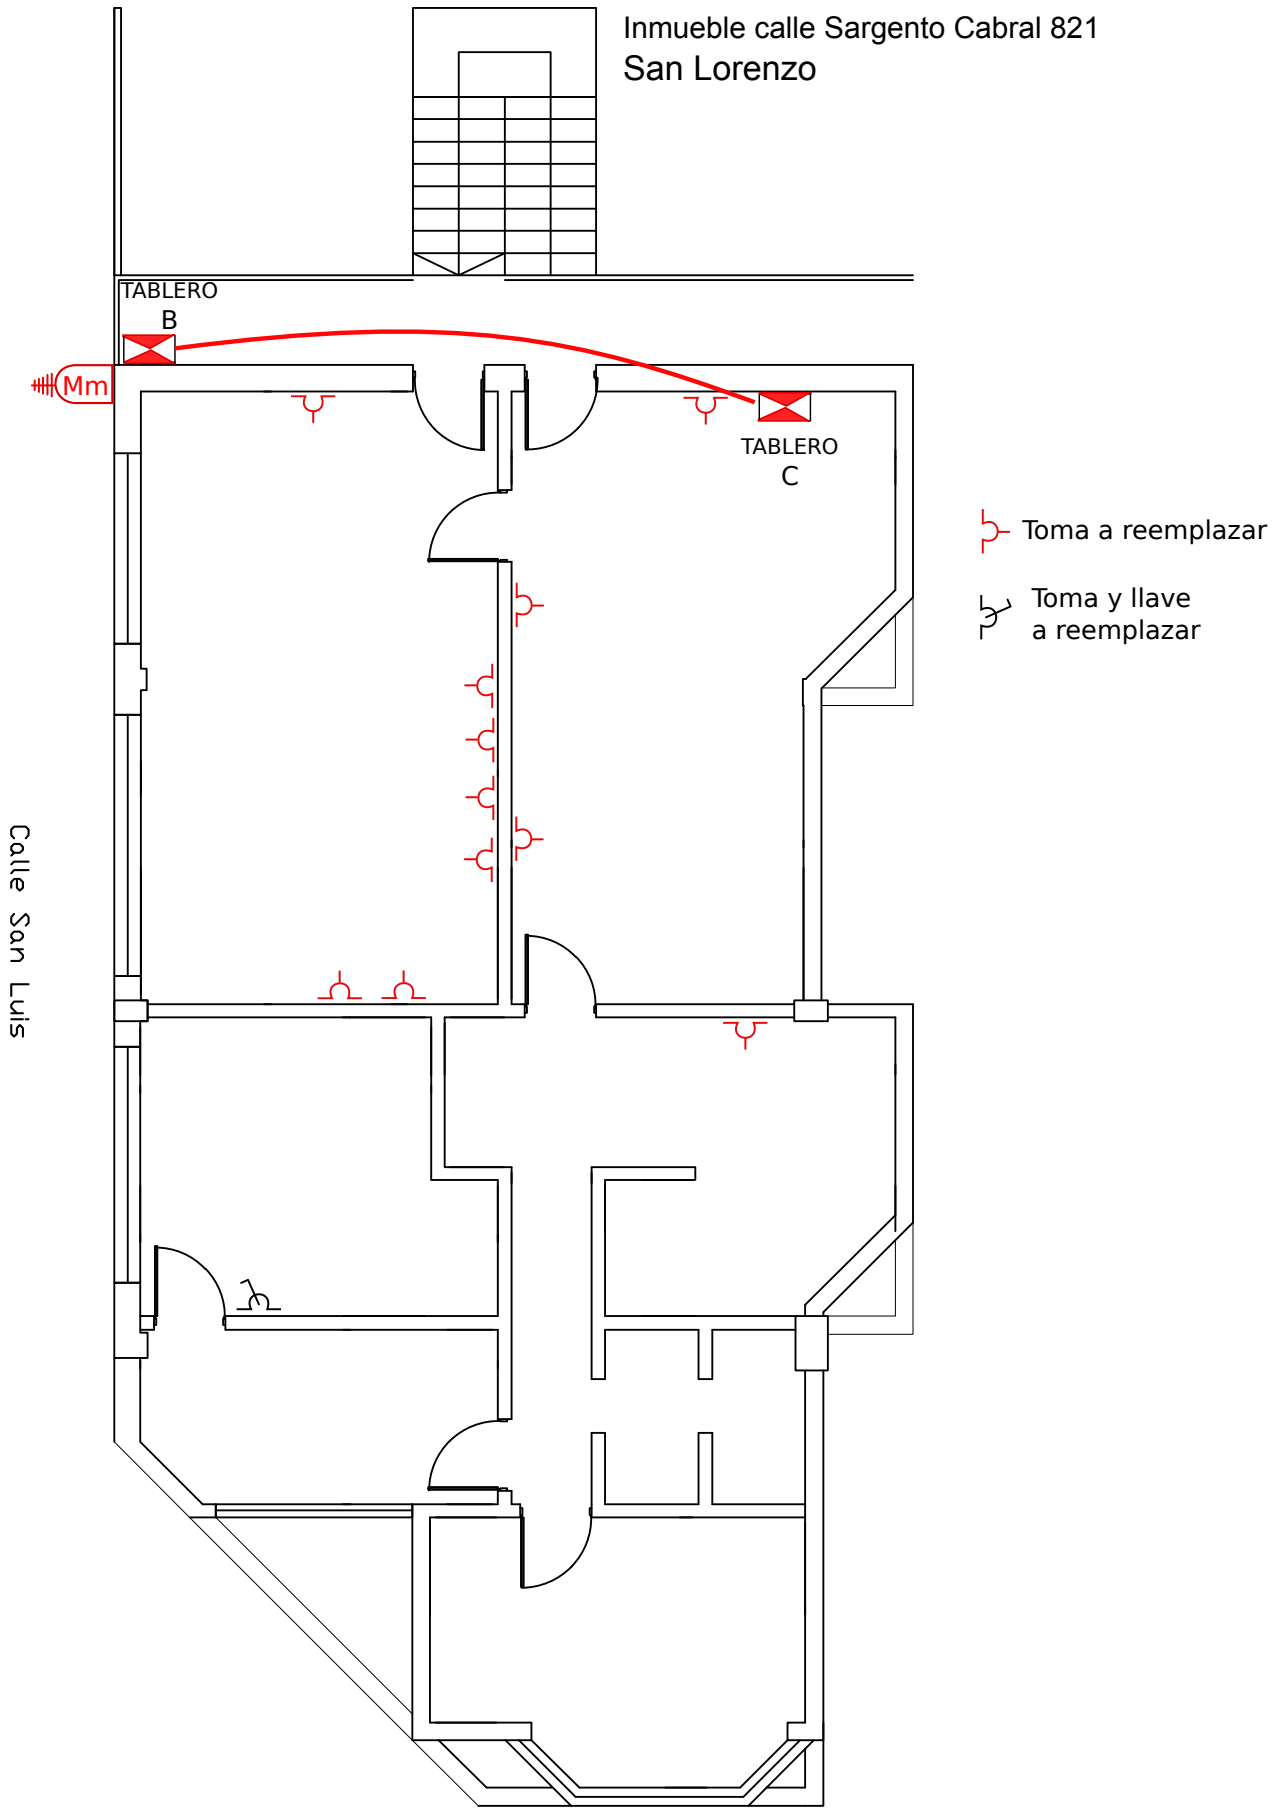 Inmueble calle Sargento Cabral 821
San Lorenzo
TABLERO
B
Mm
TABLERO
C
Toma a reemplazar
Toma y llave
a reemplazar
Calle San Luis